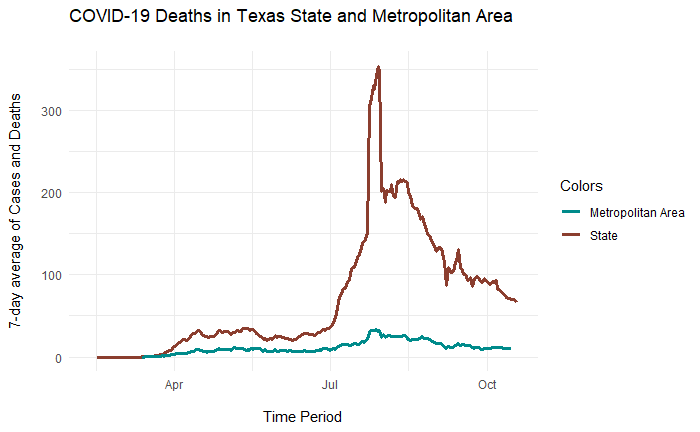 COVID-19 Deaths in Texas State and Metropolitan Area
7-day average of Cases and Deaths
300
200
100
0
Apr
Jul
Oct
Time Period
Colors
Metropolitan Area
State